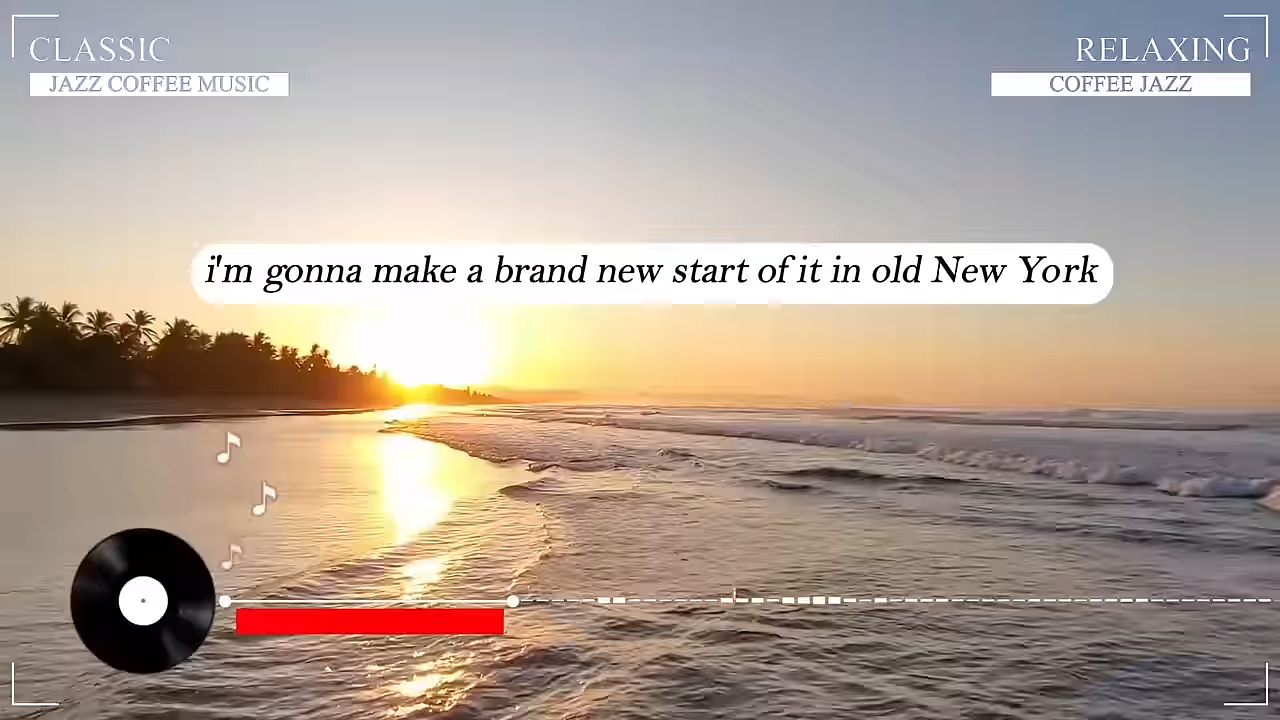 CLASSIC
JAZZ COFFEE MUSIC
RELAXING
COFFEE JAZZ
i'm gonna make a brand new start of it in old New York